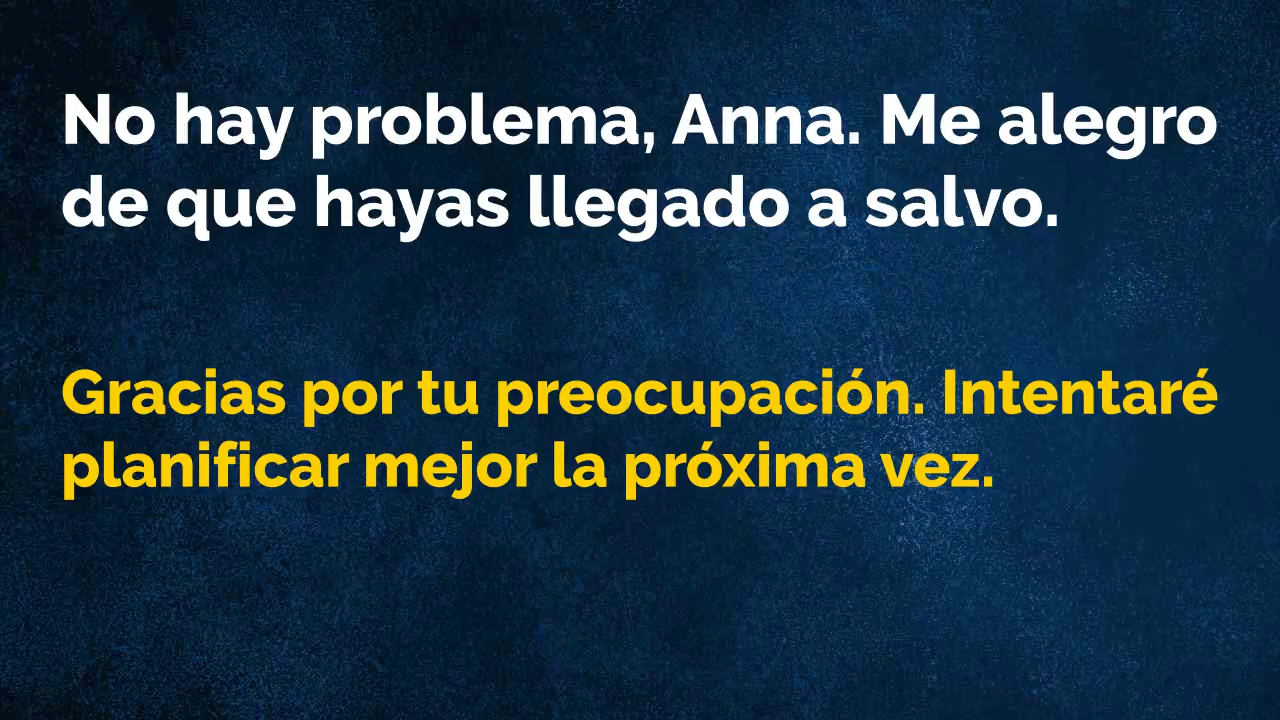 No hay problema, Anna. Me alegro
de que hayas llegado a salvo.
Gracias por tu preocupación. Intentaré
planificar mejor la próxima vez.